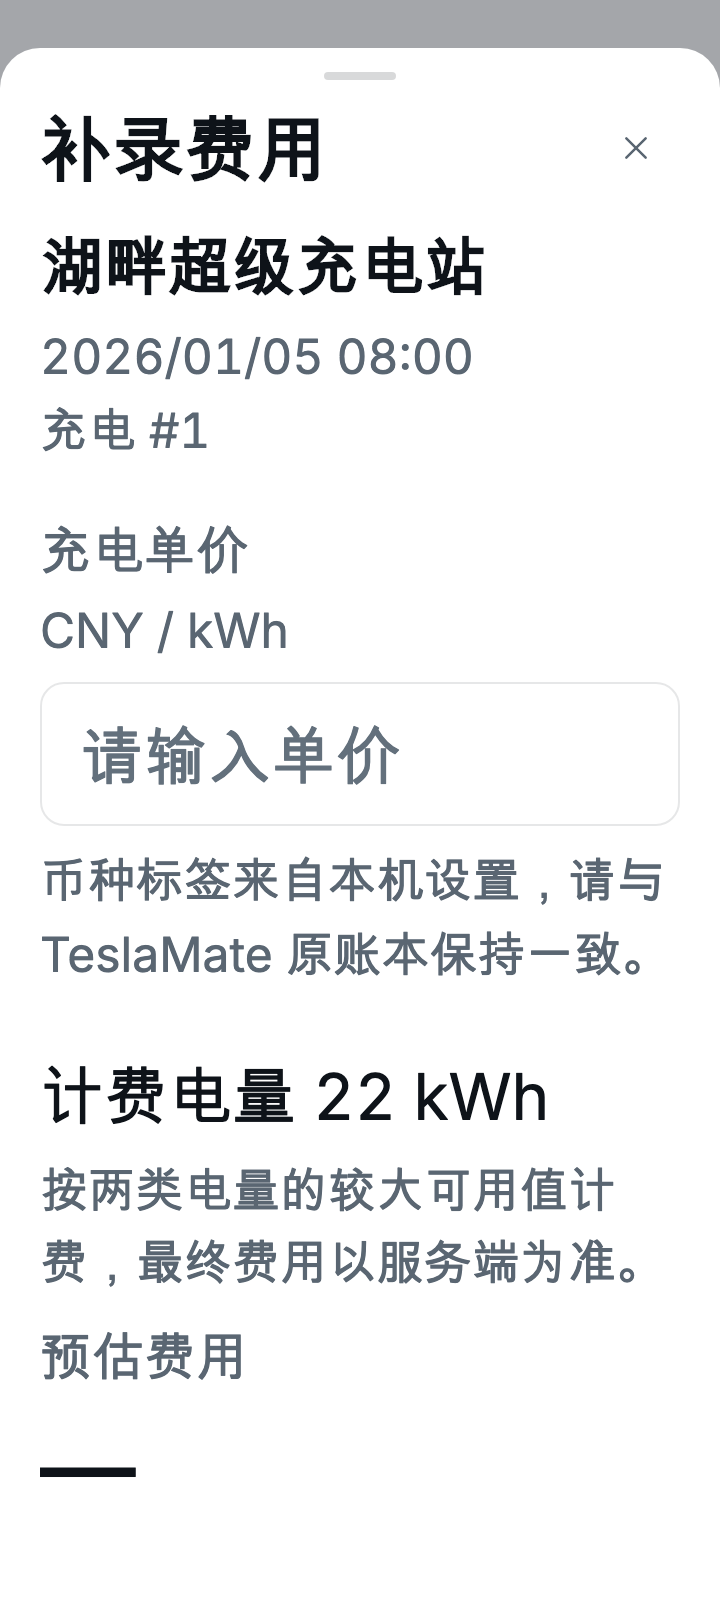 补录费用
湖畔超级充电站
2026/01/05 08:00
充电 #1
充电单价
CNY / kWh
请输入单价
币种标签来自本机设置，请与
TeslaMate 原账本保持一致。
计费电量 22 kWh
按两类电量的较大可用值计
费，最终费用以服务端为准。
预估费用
—